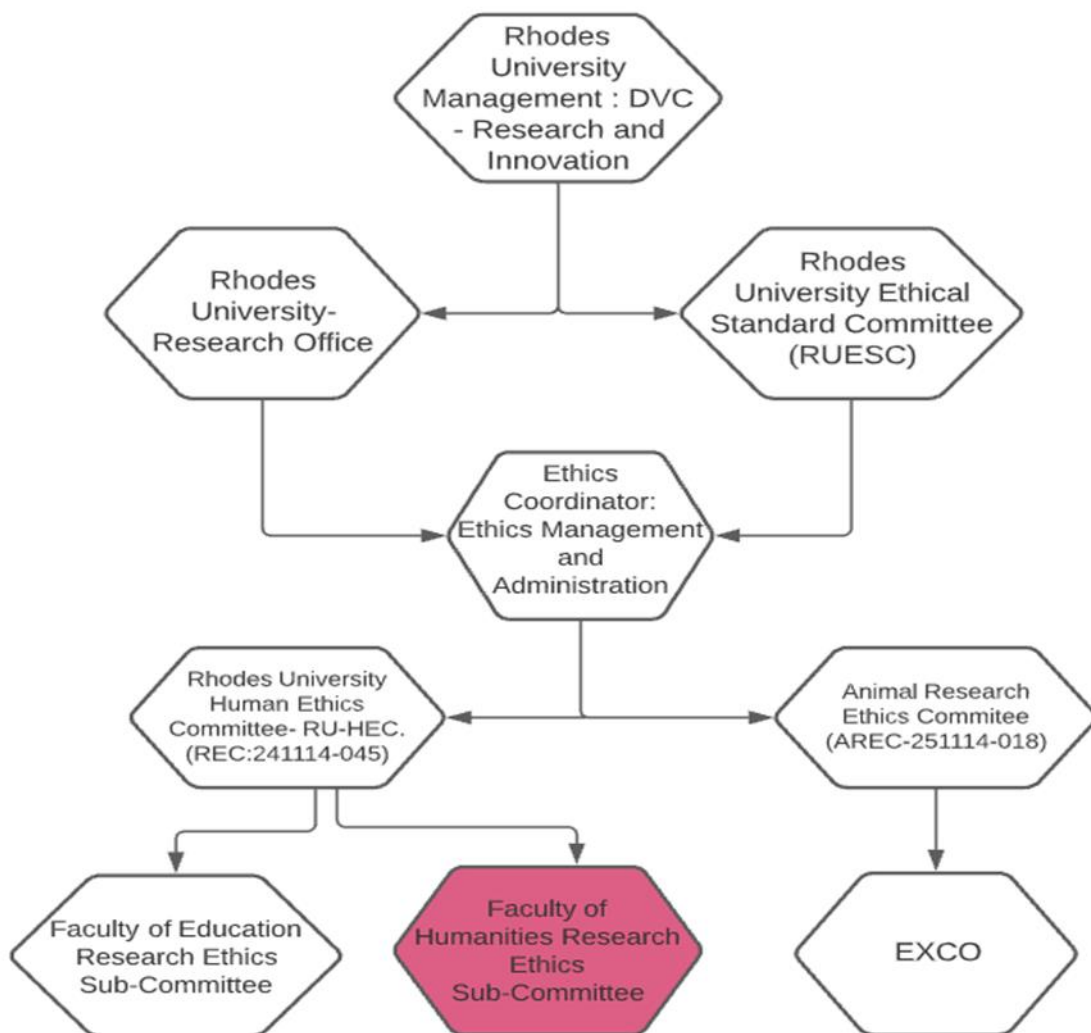 Rhodes
University
Management : DVC
- Research and
Innovation
Rhodes
University-
Research Office
Rhodes
University Ethical
Standard Committee
(RUESC)
Ethics
Coordinator:
Ethics Management
and
Administration
Rhodes University
Human Ethics
Committee- RU-HEC.
(REC:241114-045)
Animal Research
Ethics Commitee
(AREC-251114-018)
Faculty of Education
Research Ethics
Sub-Committee
Faculty of
Humanities Research
Ethics
Sub-Committee
EXCO